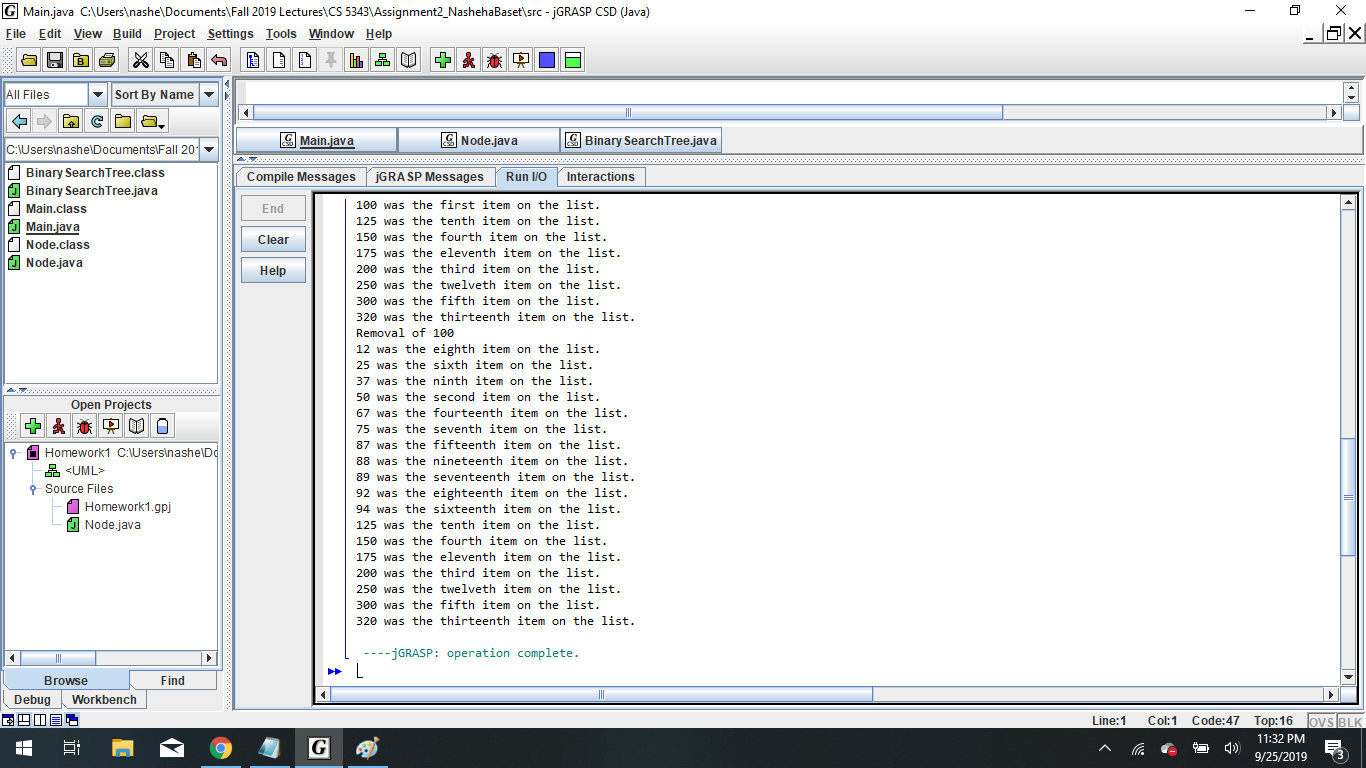 Main.java C:\Users\nashe\Documents\Fall 2019 Lectures\CS 5343\Assignment2_NashehaBaset\src - jGRASP CSD (Java)
File Edit View Build Project Settings Tools Window Help
All Files Sort By Name
C:\Users\nashe\Documents\Fall 20
BinarySearchTree.class
BinarySearchTree.java
Main.class
Main.java
Node.class
Node.java
Open Projects
Homework1 C:\Users\nashe\Do
<UML>
Source Files
Homework1.gpj
Node.java
Browse Find
Debug Workbench
Main.java Node.java BinarySearchTree.java
Compile Messages jGRASP Messages Run I/O Interactions
End
Clear
Help
100 was the first item on the list.
125 was the tenth item on the list.
150 was the fourth item on the list.
175 was the eleventh item on the list.
200 was the third item on the list.
250 was the twelveth item on the list.
300 was the fifth item on the list.
320 was the thirteenth item on the list.
Removal of 100
12 was the eighth item on the list.
25 was the sixth item on the list.
37 was the ninth item on the list.
50 was the second item on the list.
67 was the fourteenth item on the list.
75 was the seventh item on the list.
87 was the fifteenth item on the list.
88 was the nineteenth item on the list.
89 was the seventeenth item on the list.
92 was the eighteenth item on the list.
94 was the sixteenth item on the list.
125 was the tenth item on the list.
150 was the fourth item on the list.
175 was the eleventh item on the list.
200 was the third item on the list.
250 was the twelveth item on the list.
300 was the fifth item on the list.
320 was the thirteenth item on the list.
----jGRASP: operation complete.
Line:1 Col:1 Code:47 Top:16 OVS BLK
11:32 PM
9/25/2019
3